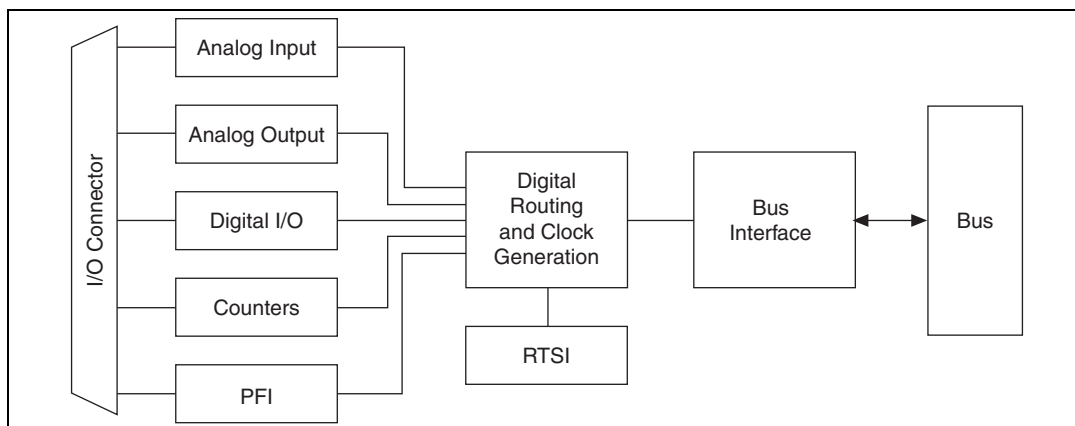 I/O Connector
Analog Input
Analog Output
Digital I/O
Counters
PFI
Digital
Routing
and Clock
Generation
RTSI
Bus
Interface
Bus